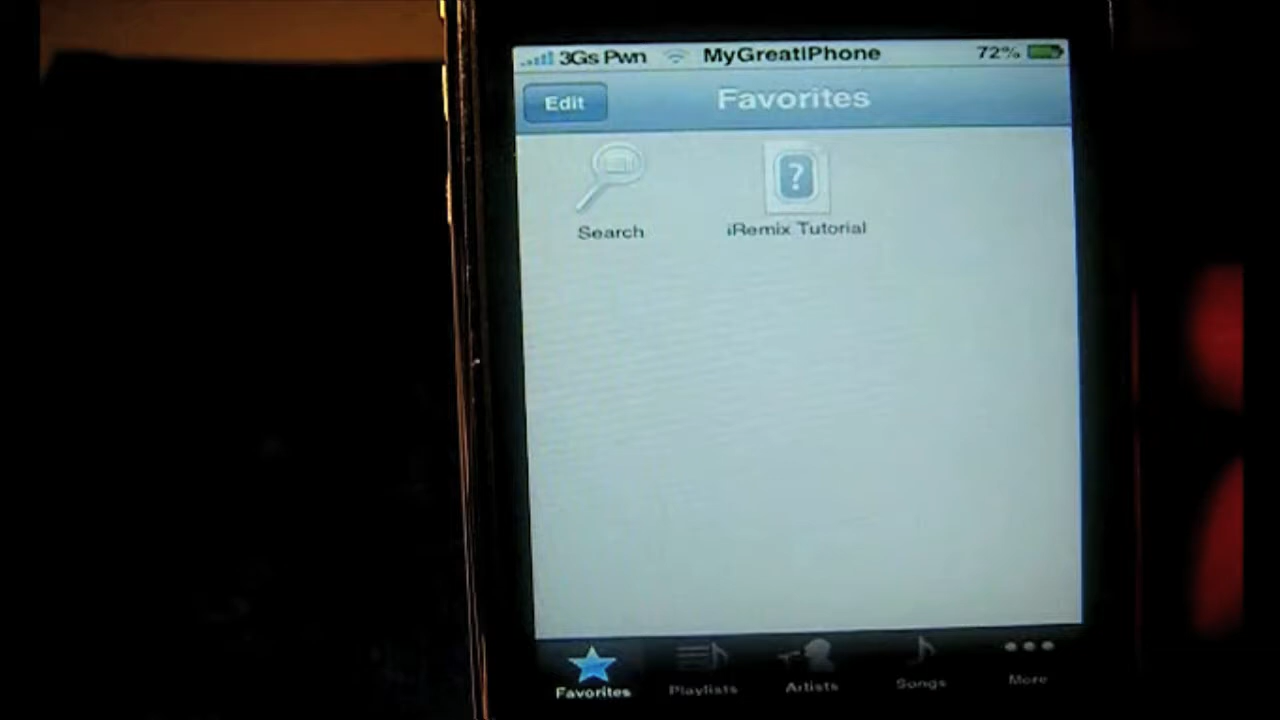 3Gs Pwn MyGreatIPhone 72%
Edit Favorites
?
Search iRemix Tutorial
Favorites Playlists Artists Songs More